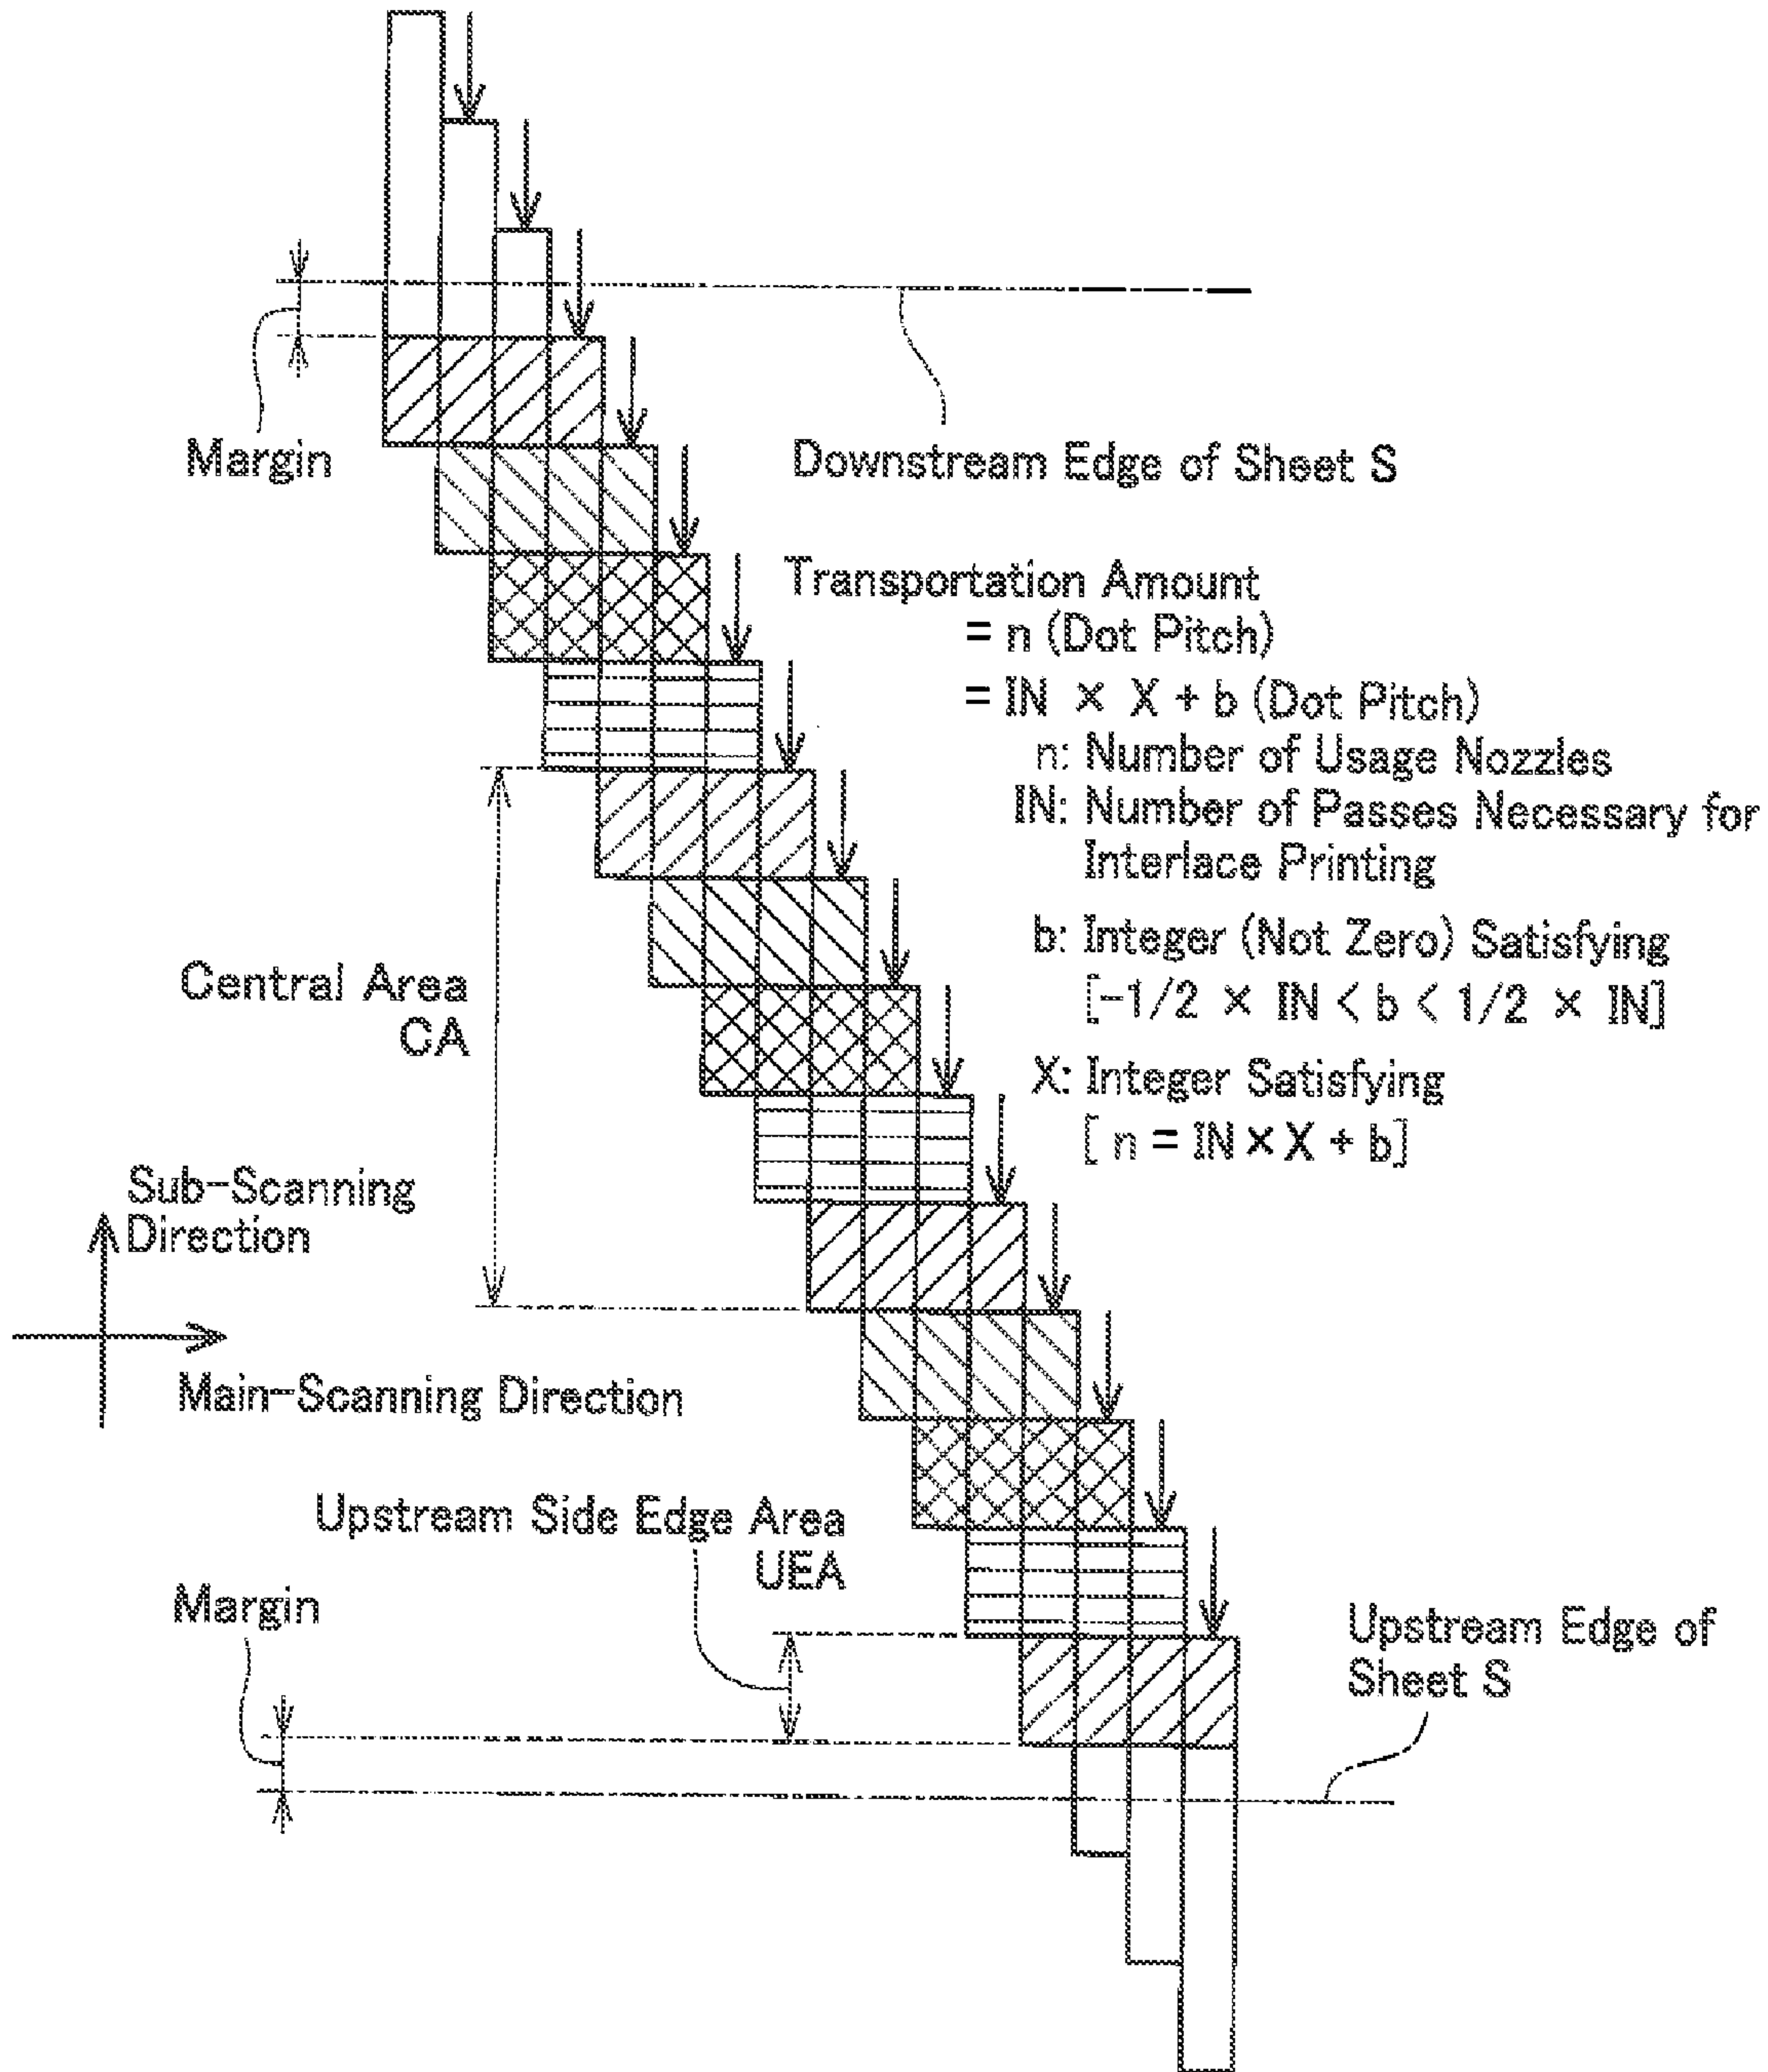 Margin
Downstream Edge of Sheet S
Transportation Amount
= n (Dot Pitch)
= IN × X + b (Dot Pitch)
n: Number of Usage Nozzles
IN: Number of Passes Necessary for
Interlace Printing
b: Integer (Not Zero) Satisfying
[-1/2 × IN < b < 1/2 × IN]
X: Integer Satisfying
[ n = IN × X + b]
Central Area
CA
Sub-Scanning
Direction
Main-Scanning Direction
Upstream Side Edge Area
UEA
Margin
Upstream Edge of
Sheet S